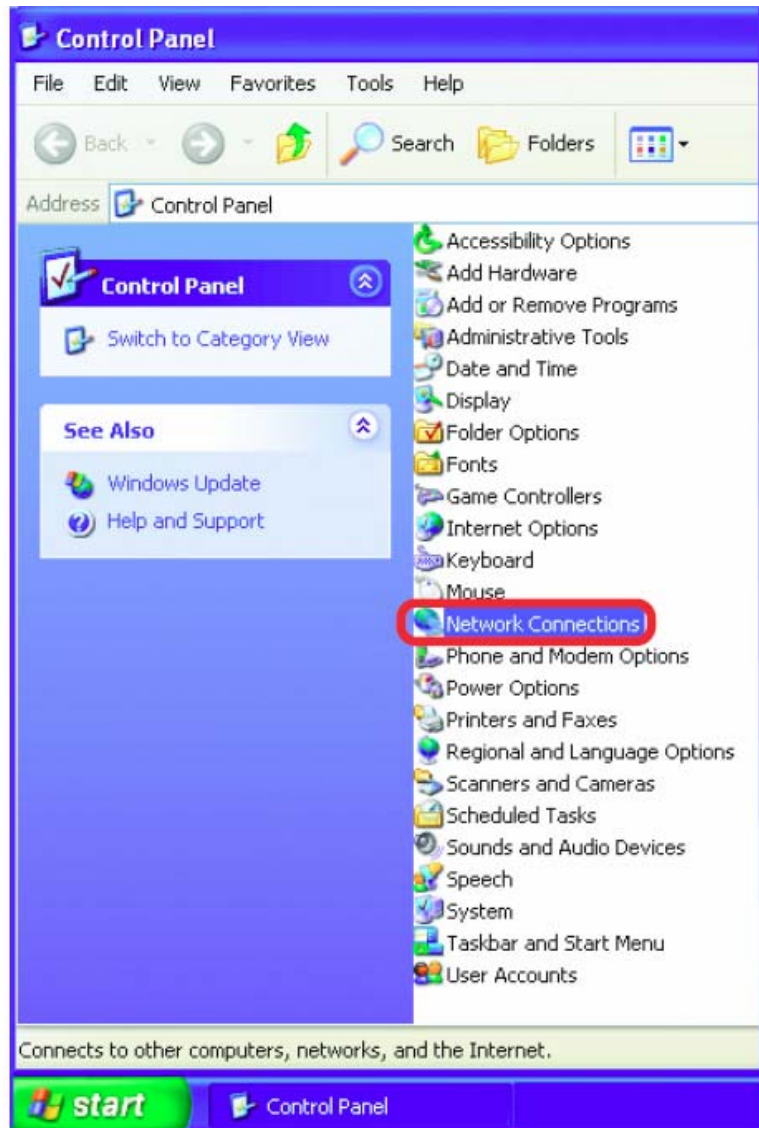 Control Panel
File Edit View Favorites Tools Help
Back Search Folders
Address Control Panel
Control Panel
Switch to Category View
See Also
Windows Update
Help and Support
Accessibility Options
Add Hardware
Add or Remove Programs
Administrative Tools
Date and Time
Display
Folder Options
Fonts
Game Controllers
Internet Options
Keyboard
Mouse
Network Connections
Phone and Modem Options
Power Options
Printers and Faxes
Regional and Language Options
Scanners and Cameras
Scheduled Tasks
Sounds and Audio Devices
Speech
System
Taskbar and Start Menu
User Accounts
Connects to other computers, networks, and the Internet.
start Control Panel